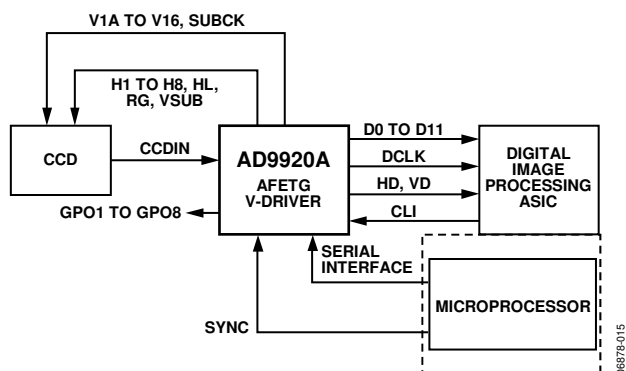 V1A TO V16, SUBCK
H1 TO H8, HL,
RG, VSUB
CCD
CCDIN
AD9920A
AFETG
V-DRIVER
D0 TO D11
DCLK
HD, VD
CLI
DIGITAL
IMAGE
PROCESSING
ASIC
GPO1 TO GPO8
SERIAL
INTERFACE
MICROPROCESSOR
SYNC
06878-015